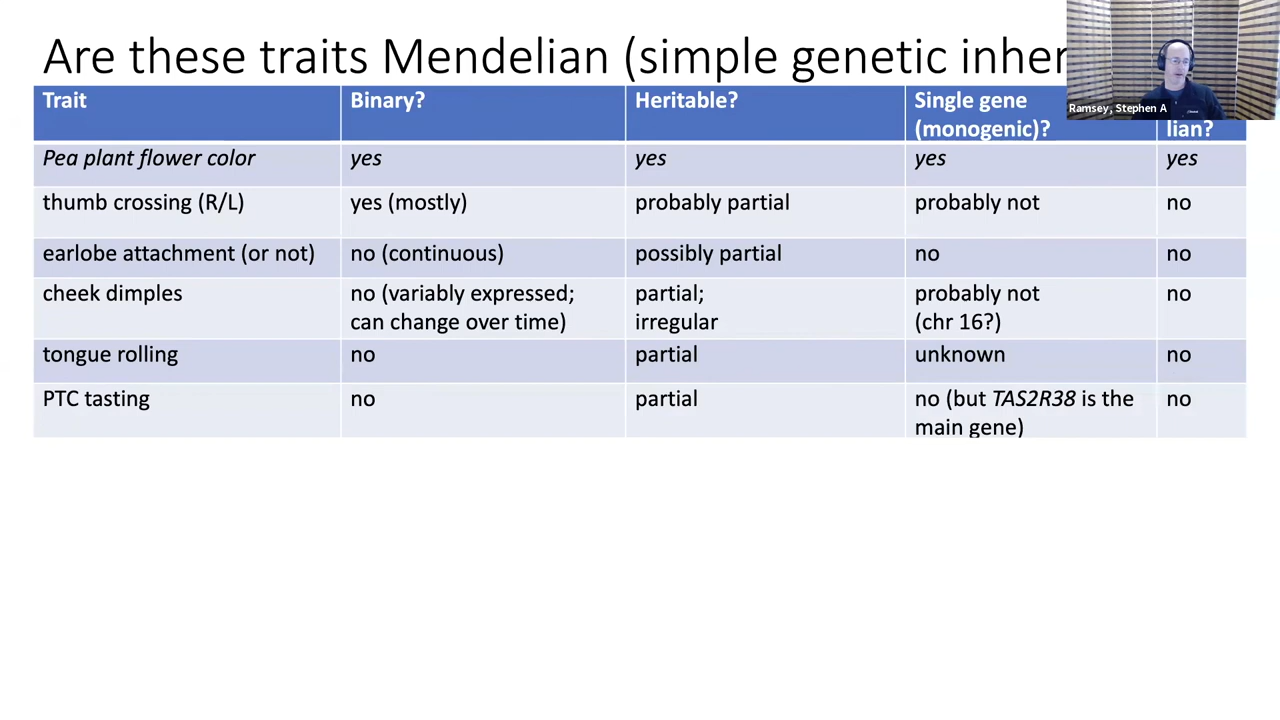 Are these traits Mendelian (simple genetic inher
Ramsey, Stephen A
Trait Binary? Heritable? Single gene
(monogenic)? lian?
Pea plant flower color yes yes yes yes
thumb crossing (R/L) yes (mostly) probably partial probably not no
earlobe attachment (or not) no (continuous) possibly partial no no
cheek dimples no (variably expressed; partial; probably not no
can change over time) irregular (chr 16?)
tongue rolling no partial unknown no
PTC tasting no partial no (but TAS2R38 is the no
main gene)